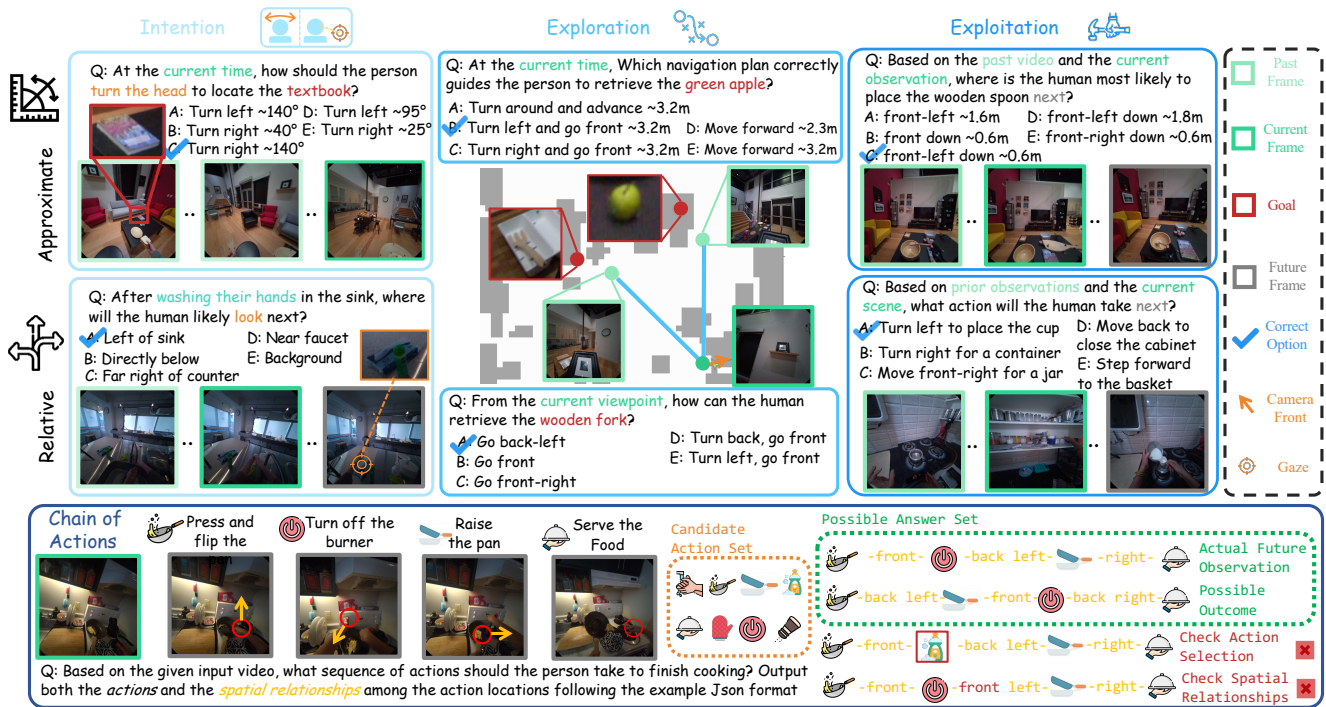 Intention
Exploration
Exploitation
Approximate
Relative
Q: At the current time, how should the person
turn the head to locate the textbook?
A: Turn left ~140° D: Turn left ~95°
B: Turn right ~40° E: Turn right ~25°
C: Turn right ~140°
Q: After washing their hands in the sink, where
will the human likely look next?
A: Left of sink
D: Near faucet
B: Directly below
E: Background
C: Far right of counter
Q: At the current time, Which navigation plan correctly
guides the person to retrieve the green apple?
A: Turn around and advance ~3.2m
B: Turn left and go front ~3.2m D: Move forward ~2.3m
C: Turn right and go front ~3.2m E: Move forward ~3.2m
Q: From the current viewpoint, how can the human
retrieve the wooden fork?
A: Go back-left
D: Turn back, go front
B: Go front
E: Turn left, go front
C: Go front-right
Q: Based on the past video and the current
observation, where is the human most likely to
place the wooden spoon next?
A: front-left ~1.6m D: front-left down ~1.8m
B: front down ~0.6m E: front-right down ~0.6m
C: front-left down ~0.6m
Q: Based on prior observations and the current
scene, what action will the human take next?
A: Turn left to place the cup
B: Turn right for a container
C: Move front-right for a jar
D: Move back to
close the cabinet
E: Step forward
to the basket
Past
Frame
Current
Frame
Goal
Future
Frame
Correct
Option
Camera
Front
Gaze
Chain of
Actions
Press and
flip the
pan
Turn off the
burner
Raise
the pan
Serve the
Food
Candidate
Action Set
Possible Answer Set
-front- -back left- -right- Actual Future
Observation
-back left- -front- -back right- Possible
Outcome
-front- -back left- -right- Check Action
Selection
-front- -front left- -right- Check Spatial
Relationships
Q: Based on the given input video, what sequence of actions should the person take to finish cooking? Output
both the actions and the spatial relationships among the action locations following the example Json format